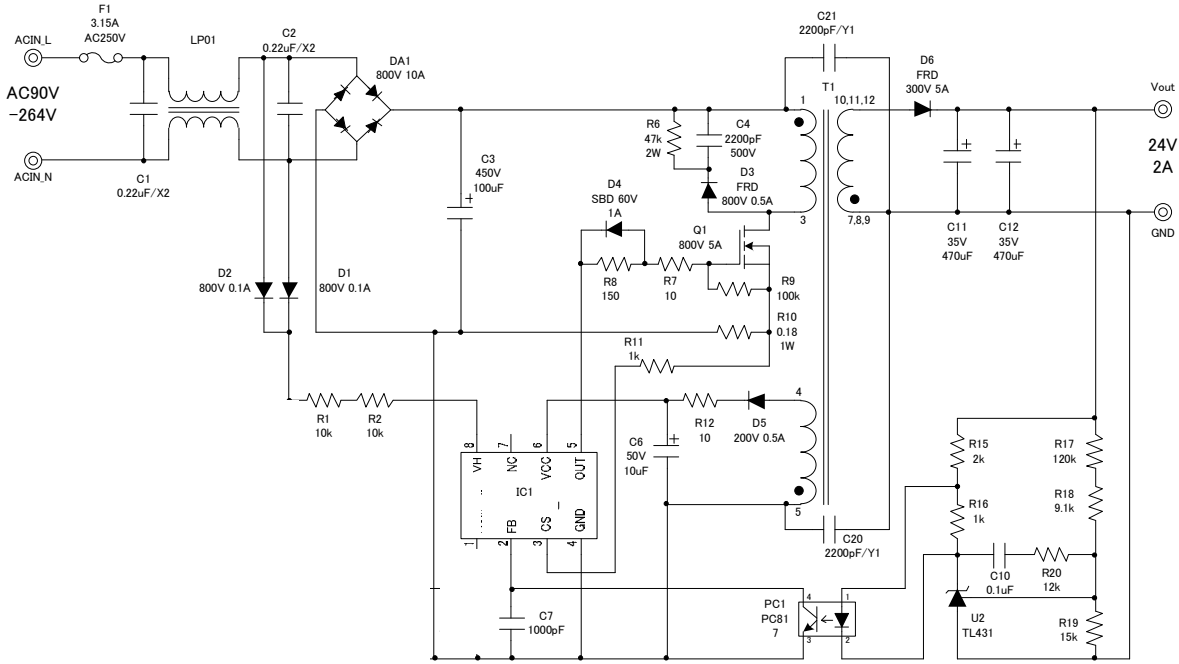 F1
3.15A
AC250V
ACIN_L
LP01
C2
0.22uF/X2
DA1
800V 10A
C21
2200pF/Y1
AC90V
-264V
ACIN_N
C1
0.22uF/X2
C3
450V
100uF
R6
47k
2W
C4
2200pF
500V
D3
FRD
800V 0.5A
T1
1
10,11,12
3
7,8,9
D6
FRD
300V 5A
Vout
24V
2A
GND
C11
35V
470uF
C12
35V
470uF
D4
SBD 60V
1A
Q1
800V 5A
R8
150
R7
10
R9
100k
R10
0.18
1W
R11
1k
D2
800V 0.1A
D1
800V 0.1A
R1
10k
R2
10k
8
7
6
5
VH
NC
VCC
OUT
IC1
FB
CS
GND
1
2
3
4
C6
50V
10uF
R12
10
D5
200V 0.5A
4
5
C20
2200pF/Y1
R15
2k
R16
1k
R17
120k
R18
9.1k
C10
0.1uF
R20
12k
U2
TL431
R19
15k
C7
1000pF
PC1
PC81
7
4
1
3
2